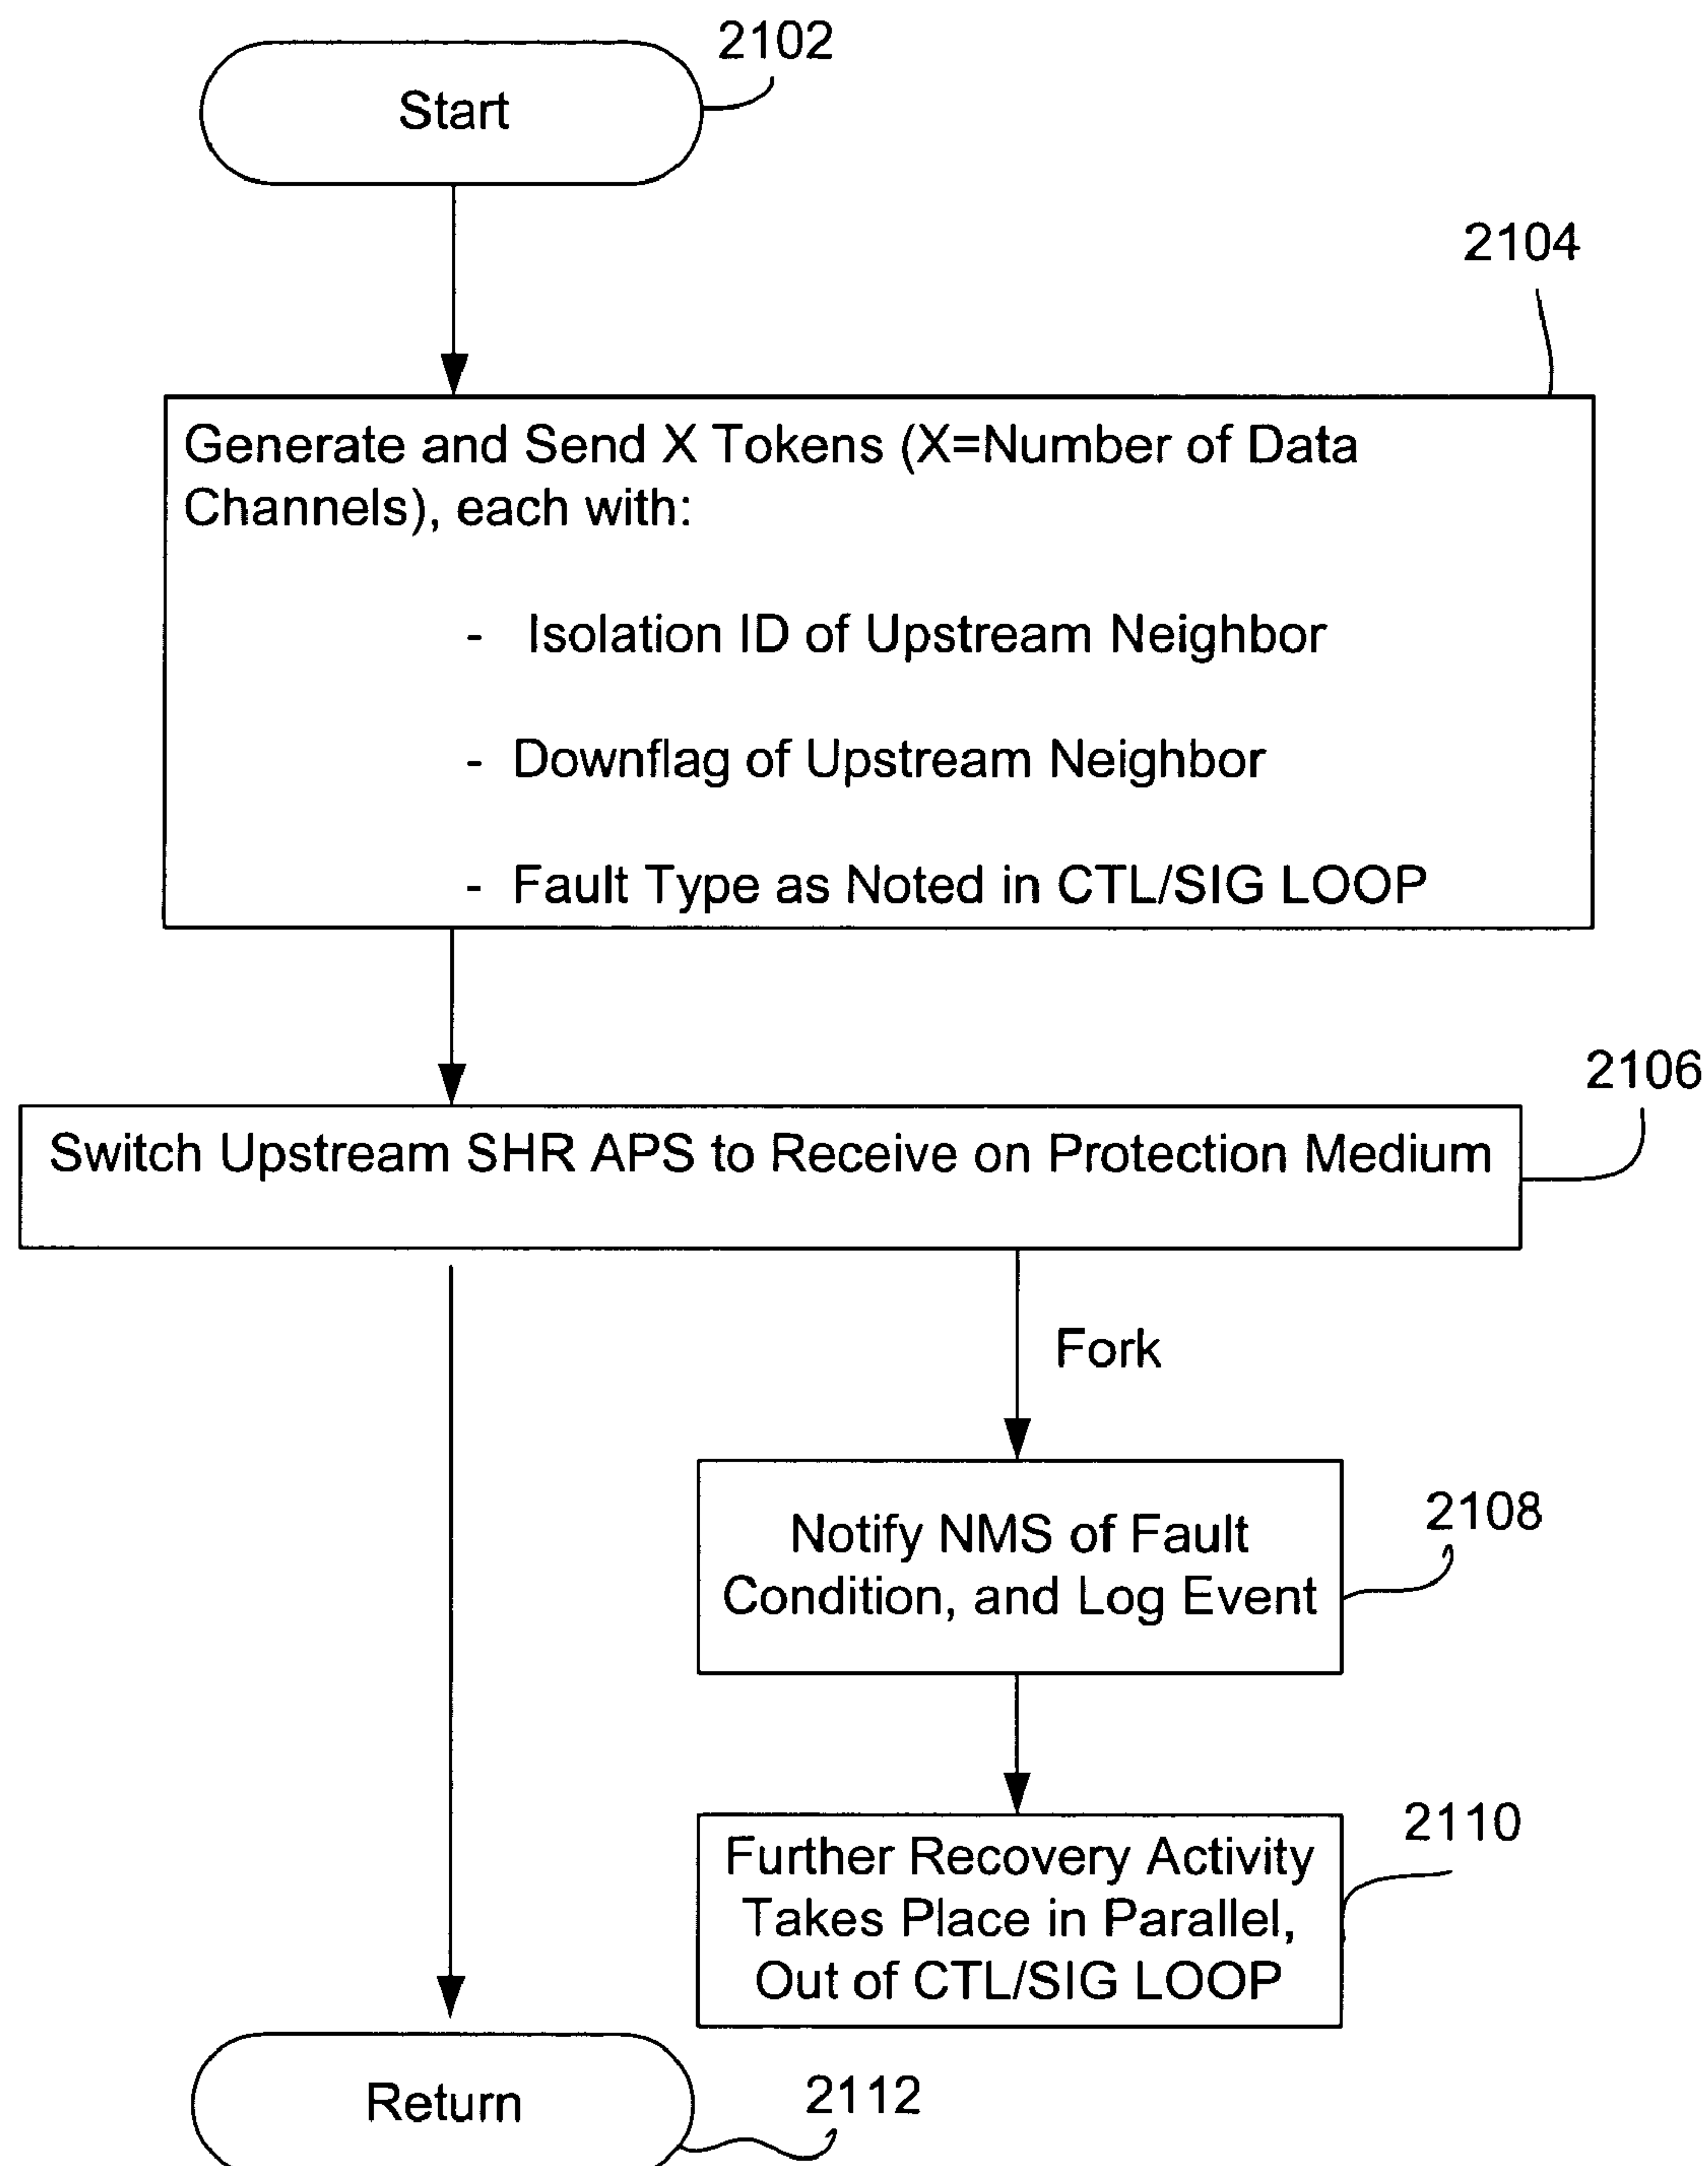 2102
Start
2104
Generate and Send X Tokens (X=Number of Data
Channels), each with:
- Isolation ID of Upstream Neighbor
- Downflag of Upstream Neighbor
- Fault Type as Noted in CTL/SIG LOOP
2106
Switch Upstream SHR APS to Receive on Protection Medium
Fork
2108
Notify NMS of Fault
Condition, and Log Event
2110
Further Recovery Activity
Takes Place in Parallel,
Out of CTL/SIG LOOP
Return
2112